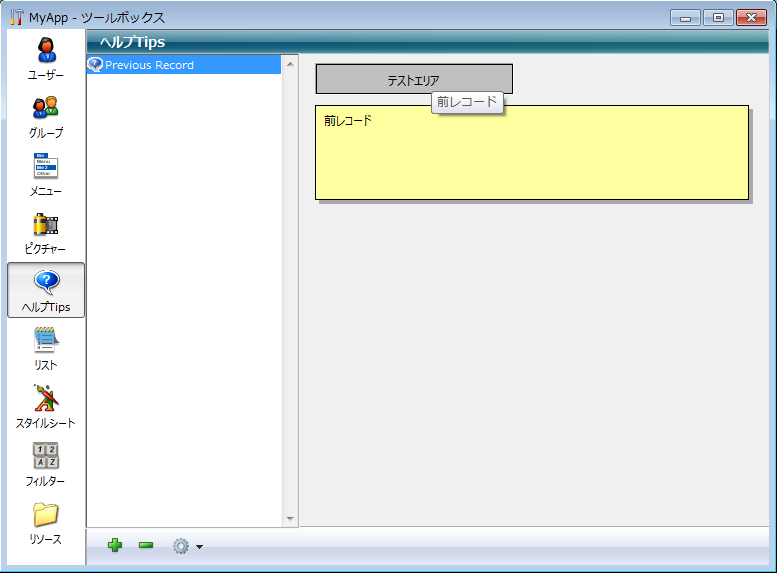 MyApp - ツールボックス
ユーザー
グループ
メニュー
ピクチャー
ヘルプTips
リスト
スタイルシート
フィルター
リソース
ヘルプTips
Previous Record
テストエリア
前レコード
前レコード